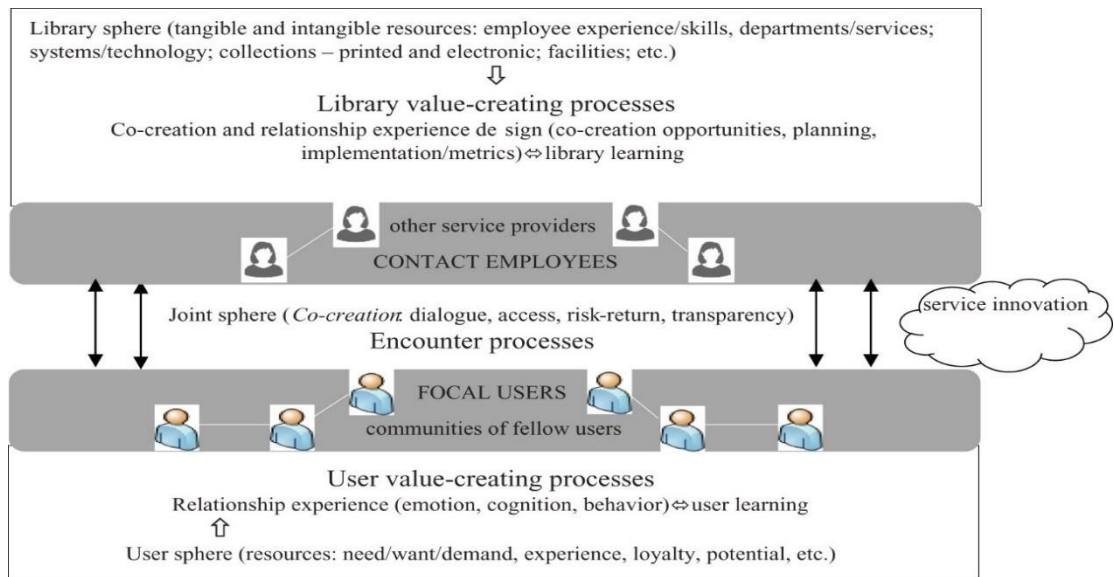 Library sphere (tangible and intangible resources: employee experience/skills, departments/services;
systems/technology; collections – printed and electronic; facilities; etc.)
Library value-creating processes
Co-creation and relationship experience de sign (co-creation opportunities, planning,
implementation/metrics)⇔library learning
other service providers
CONTACT EMPLOYEES
Joint sphere (Co-creation: dialogue, access, risk-return, transparency)
Encounter processes
service innovation
FOCAL USERS
communities of fellow users
User value-creating processes
Relationship experience (emotion, cognition, behavior)⇔user learning
User sphere (resources: need/want/demand, experience, loyalty, potential, etc.)